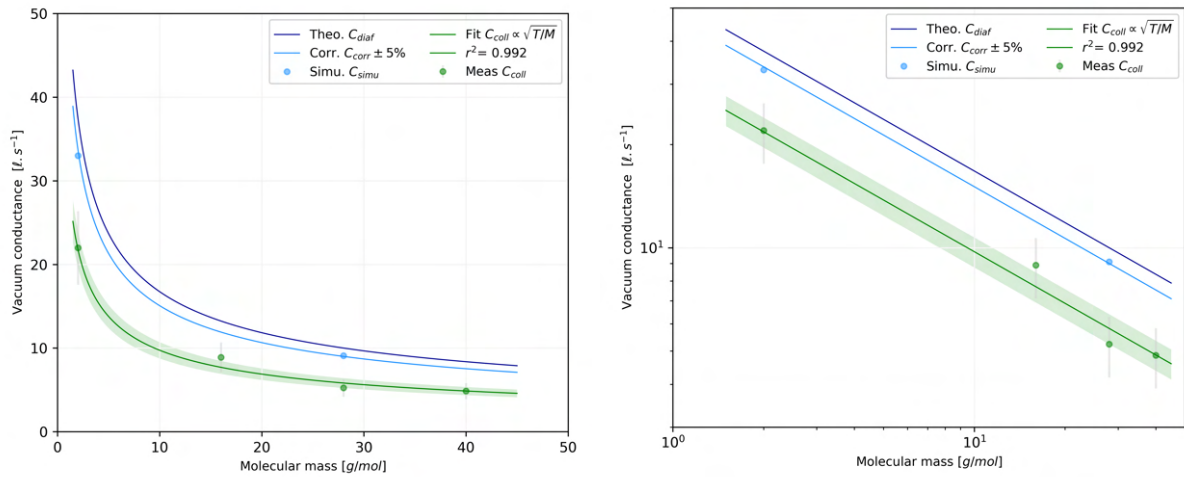 50
40
30
20
10
0
Vacuum conductance [ℓ. s⁻¹]
0 10 20 30 40 50
Molecular mass [g/mol]
Theo. C_diaf
Corr. C_corr ± 5%
Simu. C_simu
Fit C_coll ∝ √T/M
r² = 0.992
Meas C_coll
10¹
Vacuum conductance [ℓ. s⁻¹]
10⁰ 10¹
Molecular mass [g/mol]
Theo. C_diaf
Corr. C_corr ± 5%
Simu. C_simu
Fit C_coll ∝ √T/M
r² = 0.992
Meas C_coll